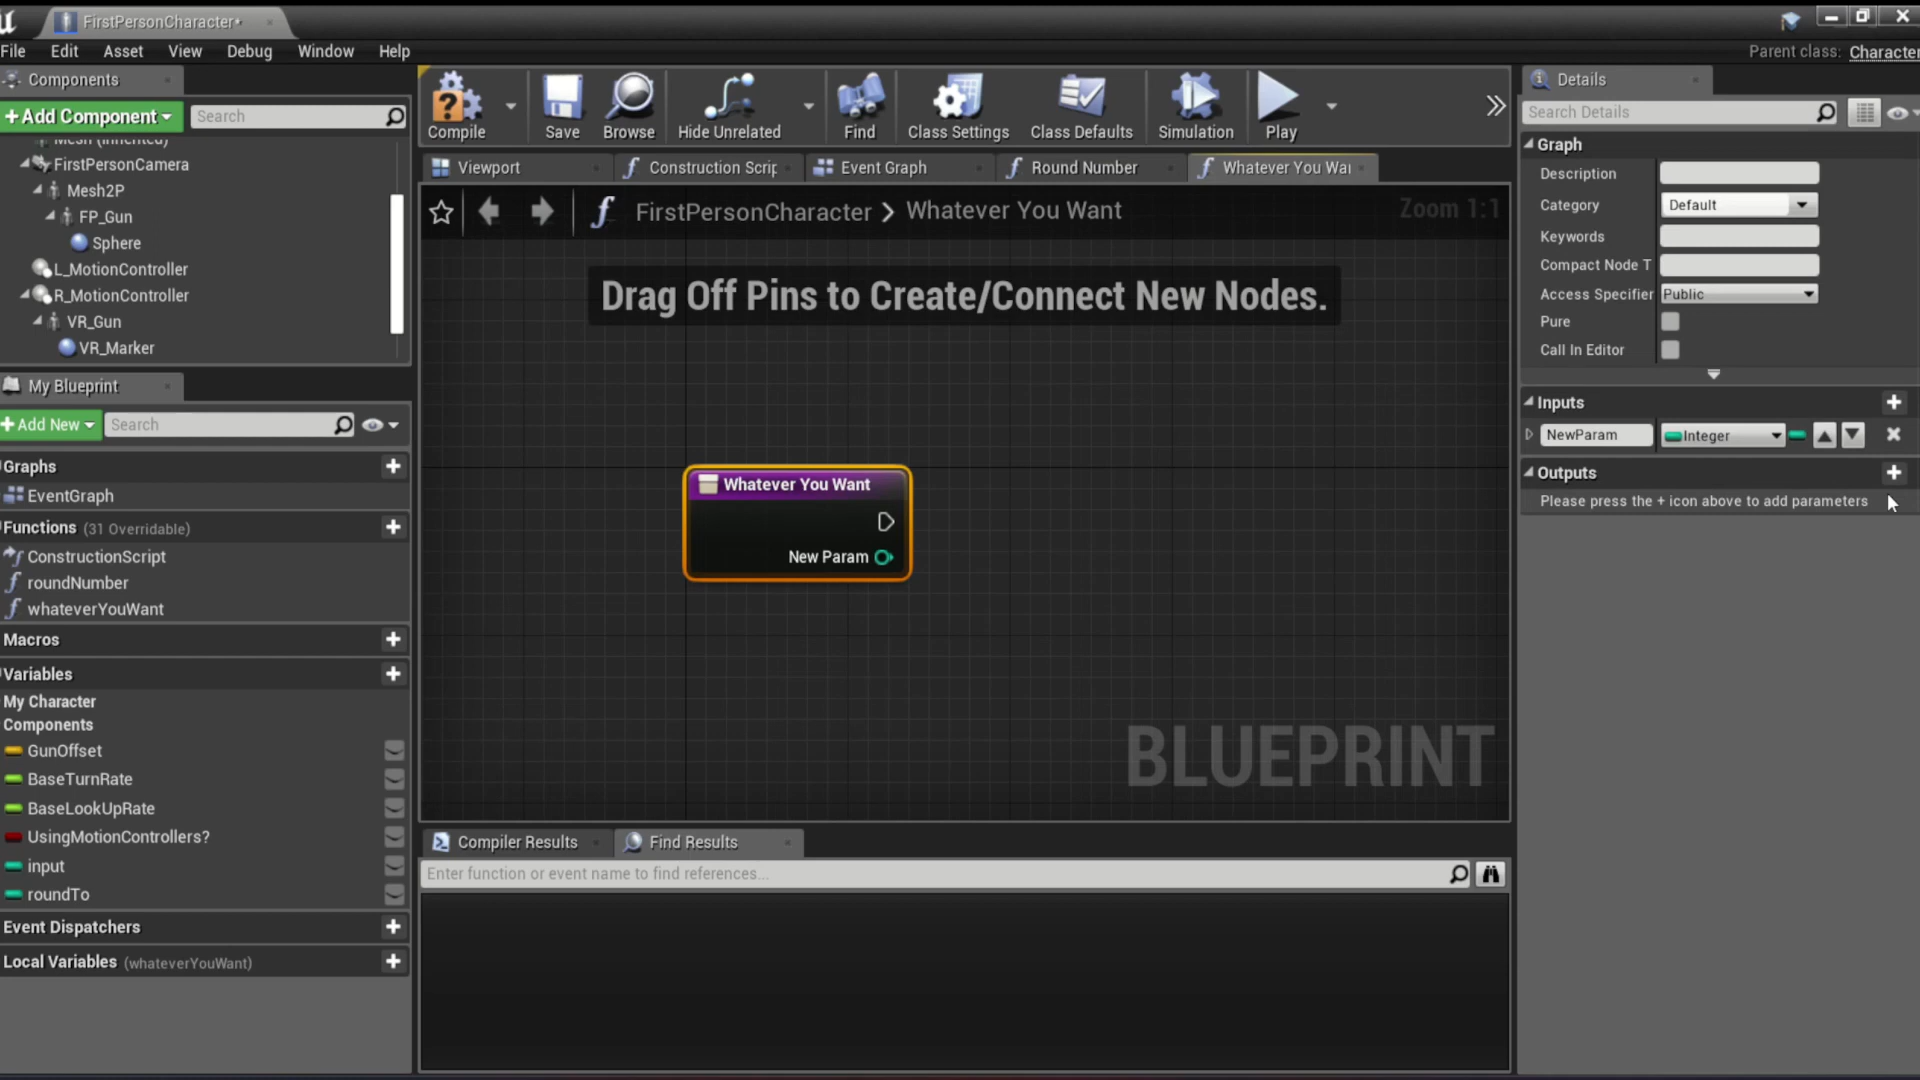 FirstPersonCharacter*
File Edit Asset View Debug Window Help
Parent class: Character
Components
+Add Component
Search
Mesh (Inherited)
FirstPersonCamera
Mesh2P
FP_Gun
Sphere
L_MotionController
R_MotionController
VR_Gun
VR_Marker
My Blueprint
+Add New
Search
Graphs
EventGraph
Functions (31 Overridable)
ConstructionScript
roundNumber
whateverYouWant
Macros
Variables
My Character
Components
GunOffset
BaseTurnRate
BaseLookUpRate
UsingMotionControllers?
input
roundTo
Event Dispatchers
Local Variables (whateverYouWant)
Compile
Save
Browse
Hide Unrelated
Find
Class Settings
Class Defaults
Simulation
Play
Viewport
Construction Scrip
Event Graph
Round Number
Whatever You Wan
FirstPersonCharacter > Whatever You Want
Zoom 1:1
Drag Off Pins to Create/Connect New Nodes.
Whatever You Want
New Param
BLUEPRINT
Compiler Results
Find Results
Enter function or event name to find references...
Details
Search Details
Graph
Description
Category Default
Keywords
Compact Node T
Access Specifier Public
Pure
Call In Editor
Inputs
NewParam Integer
Outputs
Please press the + icon above to add parameters